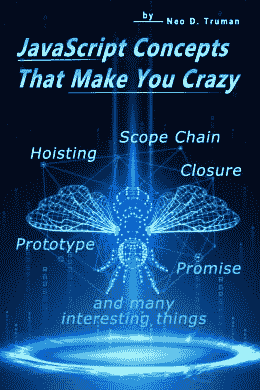 by
Neo D. Truman
JavaScript Concepts
That Make You Crazy
Scope Chain
Hoisting
Closure
Prototype
Promise
and many
interesting things